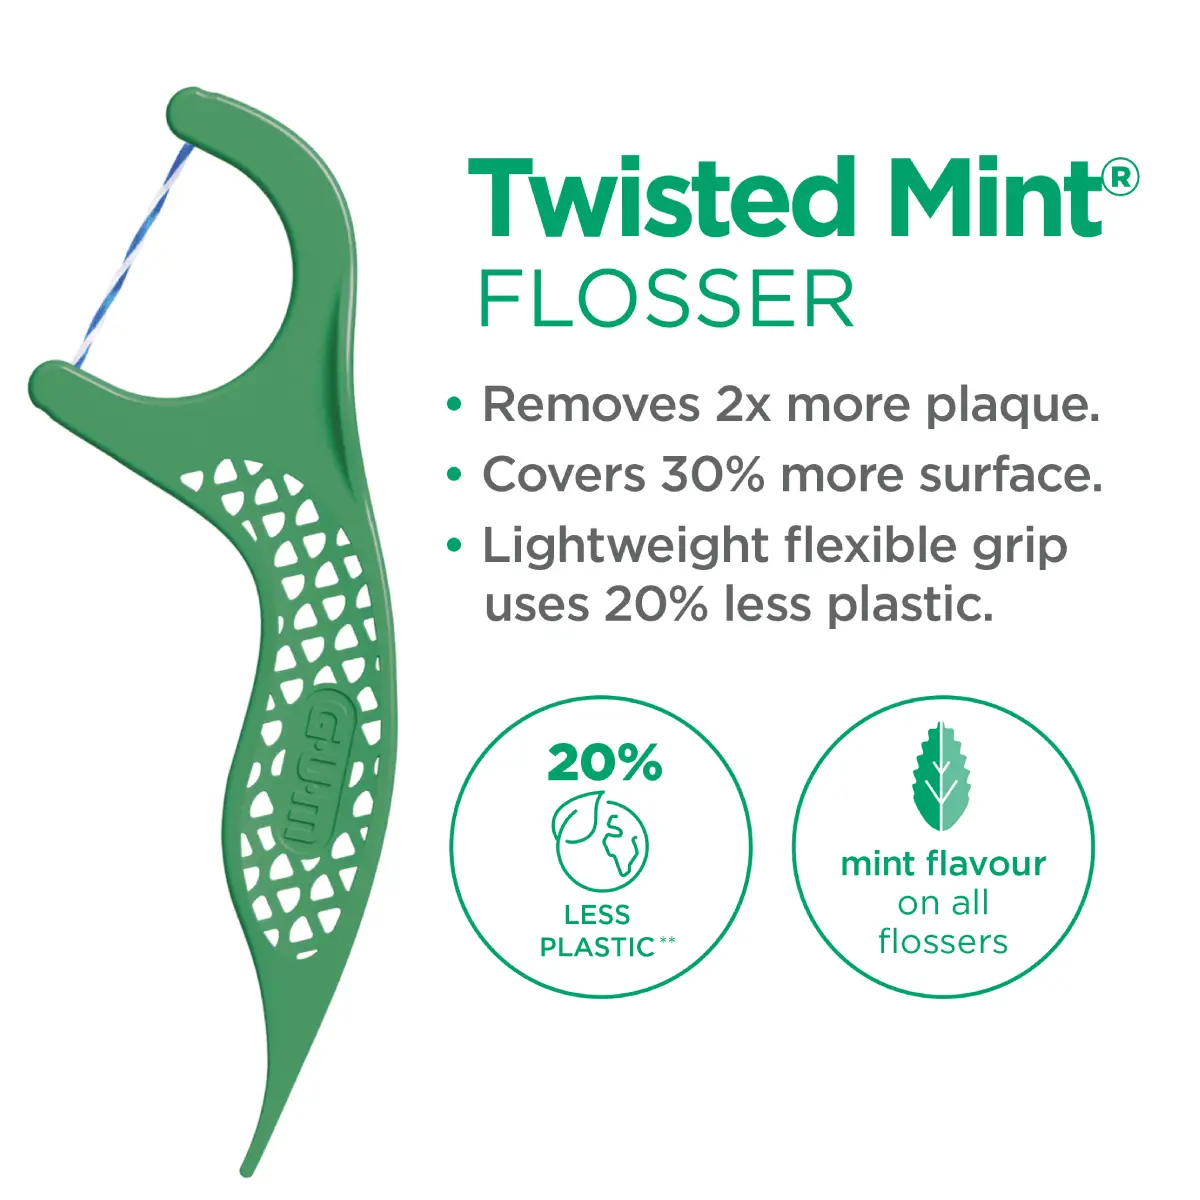 Twisted Mint®
FLOSSER
• Removes 2x more plaque.
• Covers 30% more surface.
• Lightweight flexible grip
uses 20% less plastic.
G·U·M
20%
LESS
PLASTIC**
mint flavour
on all
flossers